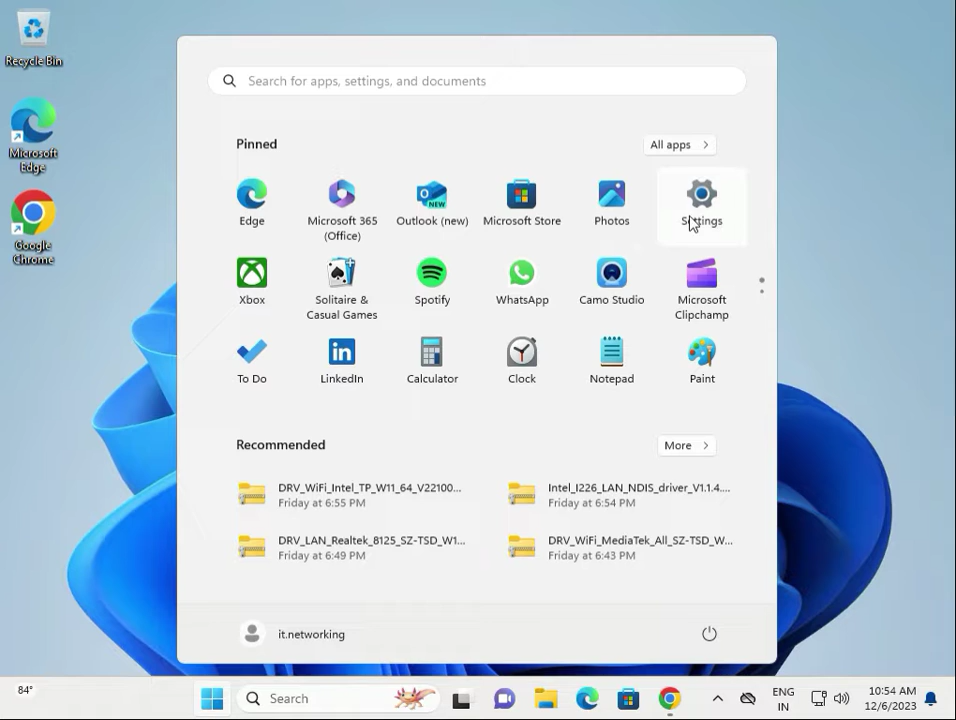 Recycle Bin
Microsoft
Edge
Google
Chrome
Search for apps, settings, and documents
Pinned
All apps
Edge
Microsoft 365
(Office)
NEW
Outlook (new)
Microsoft Store
Photos
Settings
Xbox
Solitaire &
Casual Games
Spotify
WhatsApp
Camo Studio
Microsoft
Clipchamp
To Do
in
LinkedIn
Calculator
Clock
Notepad
Paint
Recommended
More
DRV_WiFi_Intel_TP_W11_64_V22100...
Friday at 6:55 PM
Intel_I226_LAN_NDIS_driver_V1.1.4....
Friday at 6:54 PM
DRV_LAN_Realtek_8125_SZ-TSD_W1...
Friday at 6:49 PM
DRV_WiFi_MediaTek_All_SZ-TSD_W...
Friday at 6:43 PM
it.networking
84°
Search
ENG
IN
10:54 AM
12/6/2023